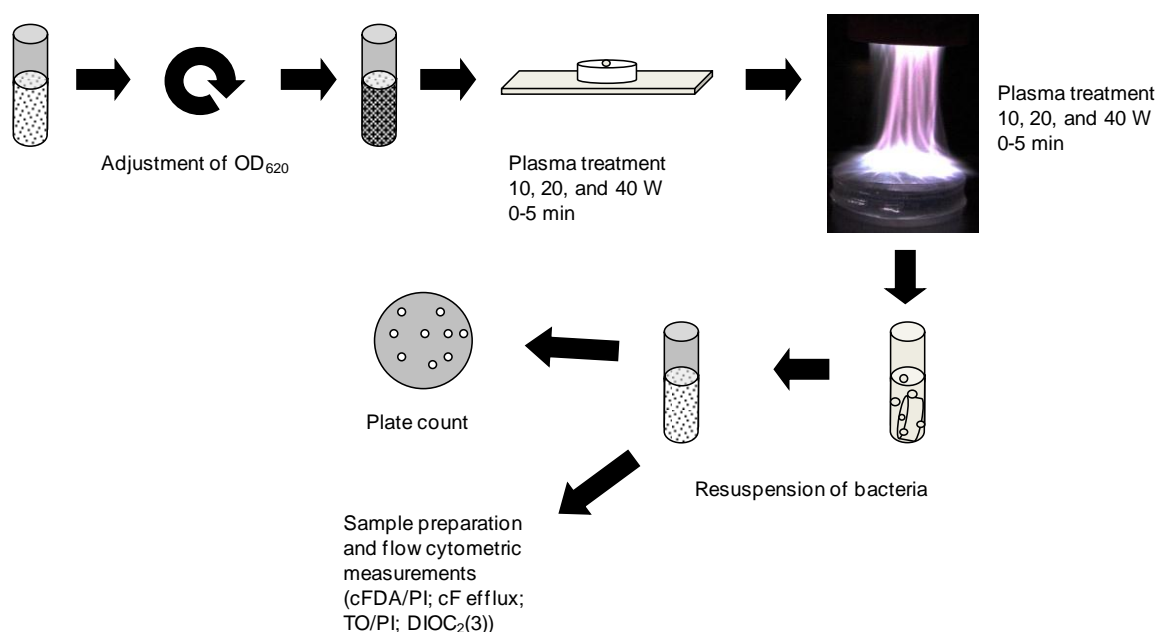 Adjustment of OD₆₂₀
Plasma treatment
10, 20, and 40 W
0-5 min
Plasma treatment
10, 20, and 40 W
0-5 min
Plate count
Resuspension of bacteria
Sample preparation
and flow cytometric
measurements
(cFDA/PI; cF efflux;
TO/PI; DIOC₂(3))